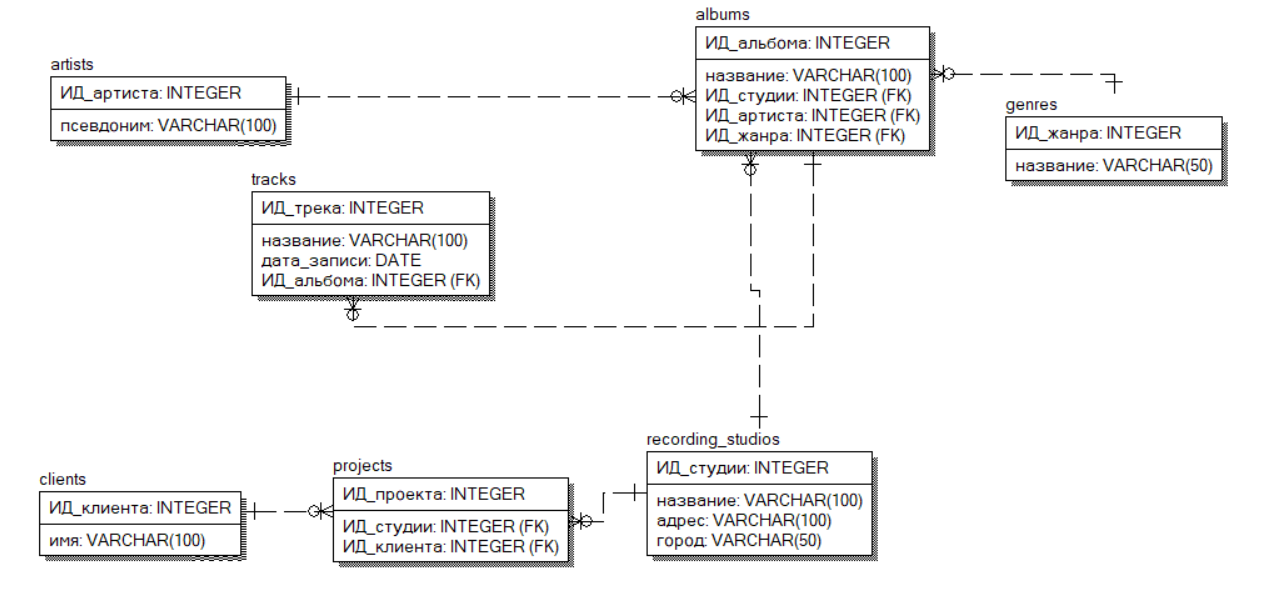 albums
ИД_альбома: INTEGER
название: VARCHAR(100)
ИД_студии: INTEGER (FK)
ИД_артиста: INTEGER (FK)
ИД_жанра: INTEGER (FK)
artists
ИД_артиста: INTEGER
псевдоним: VARCHAR(100)
genres
ИД_жанра: INTEGER
название: VARCHAR(50)
tracks
ИД_трека: INTEGER
название: VARCHAR(100)
дата_записи: DATE
ИД_альбома: INTEGER (FK)
recording_studios
ИД_студии: INTEGER
название: VARCHAR(100)
адрес: VARCHAR(100)
город: VARCHAR(50)
projects
ИД_проекта: INTEGER
ИД_студии: INTEGER (FK)
ИД_клиента: INTEGER (FK)
clients
ИД_клиента: INTEGER
имя: VARCHAR(100)